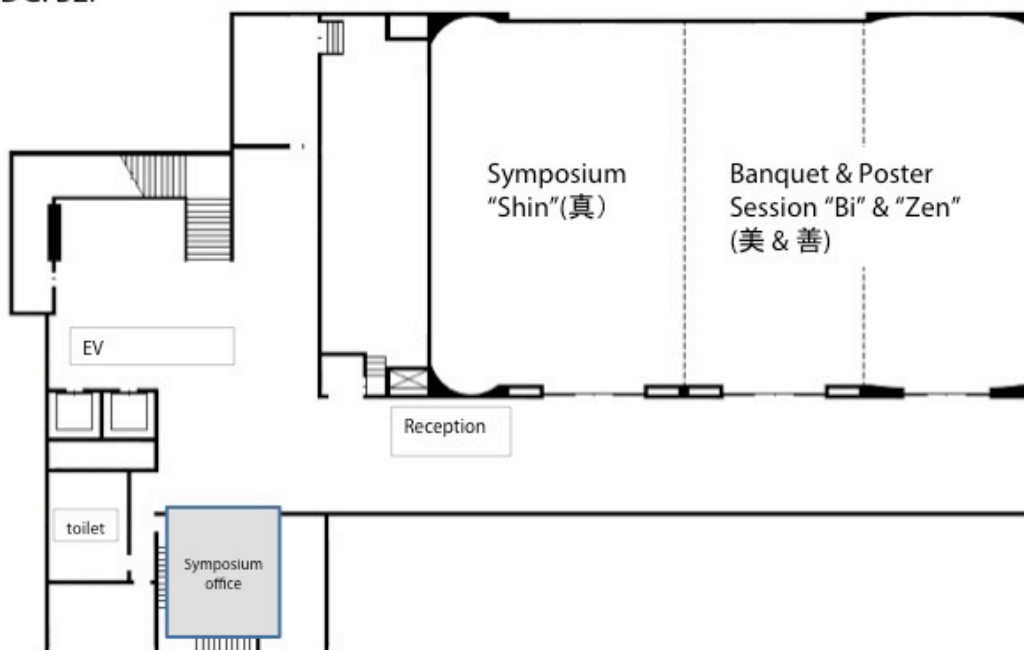 Symposium
“Shin”(真）
Banquet & Poster
Session “Bi” & “Zen”
(美 & 善)
EV
Reception
toilet
Symposium
office